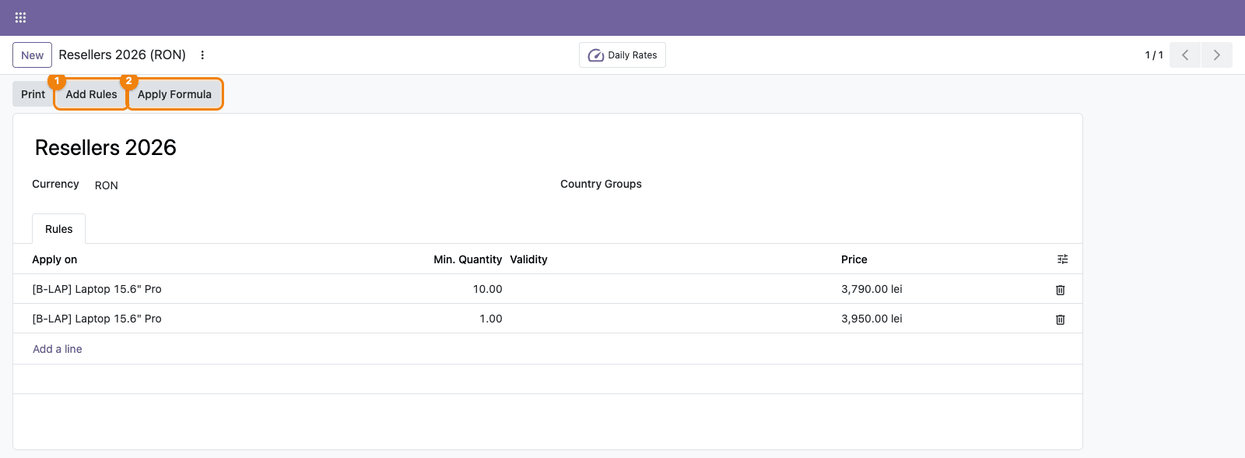 New Resellers 2026 (RON) Daily Rates 1 / 1
1 2
Print Add Rules Apply Formula
Resellers 2026
Currency RON Country Groups
Rules
Apply on Min. Quantity Validity Price
[B-LAP] Laptop 15.6" Pro 10.00 3,790.00 lei
[B-LAP] Laptop 15.6" Pro 1.00 3,950.00 lei
Add a line